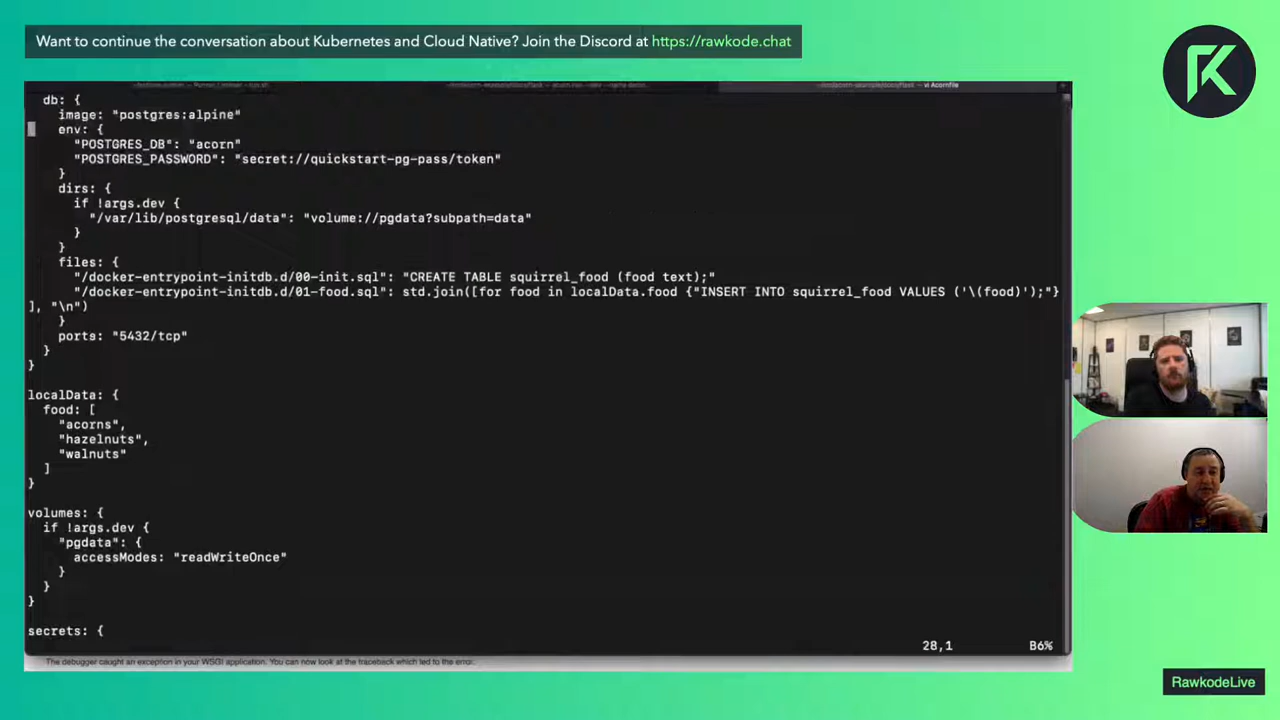 Want to continue the conversation about Kubernetes and Cloud Native? Join the Discord at https://rawkode.chat
vi Acornfile
db: {
image: "postgres:alpine"
env: {
"POSTGRES_DB": "acorn"
"POSTGRES_PASSWORD": "secret://quickstart-pg-pass/token"
}
dirs: {
if !args.dev {
"/var/lib/postgresql/data": "volume://pgdata?subpath=data"
}
}
files: {
"/docker-entrypoint-initdb.d/00-init.sql": "CREATE TABLE squirrel_food (food text);"
"/docker-entrypoint-initdb.d/01-food.sql": std.join([for food in localData.food {"INSERT INTO squirrel_food VALUES ('\(food)');"}
], "\n")
}
ports: "5432/tcp"
}
}
localData: {
food: [
"acorns",
"hazelnuts",
"walnuts"
]
}
volumes: {
if !args.dev {
"pgdata": {
accessModes: "readWriteOnce"
}
}
}
secrets: {
28,1 86%
The debugger caught an exception in your WSGI application. You can now look at the traceback which led to the error.
RawkodeLive